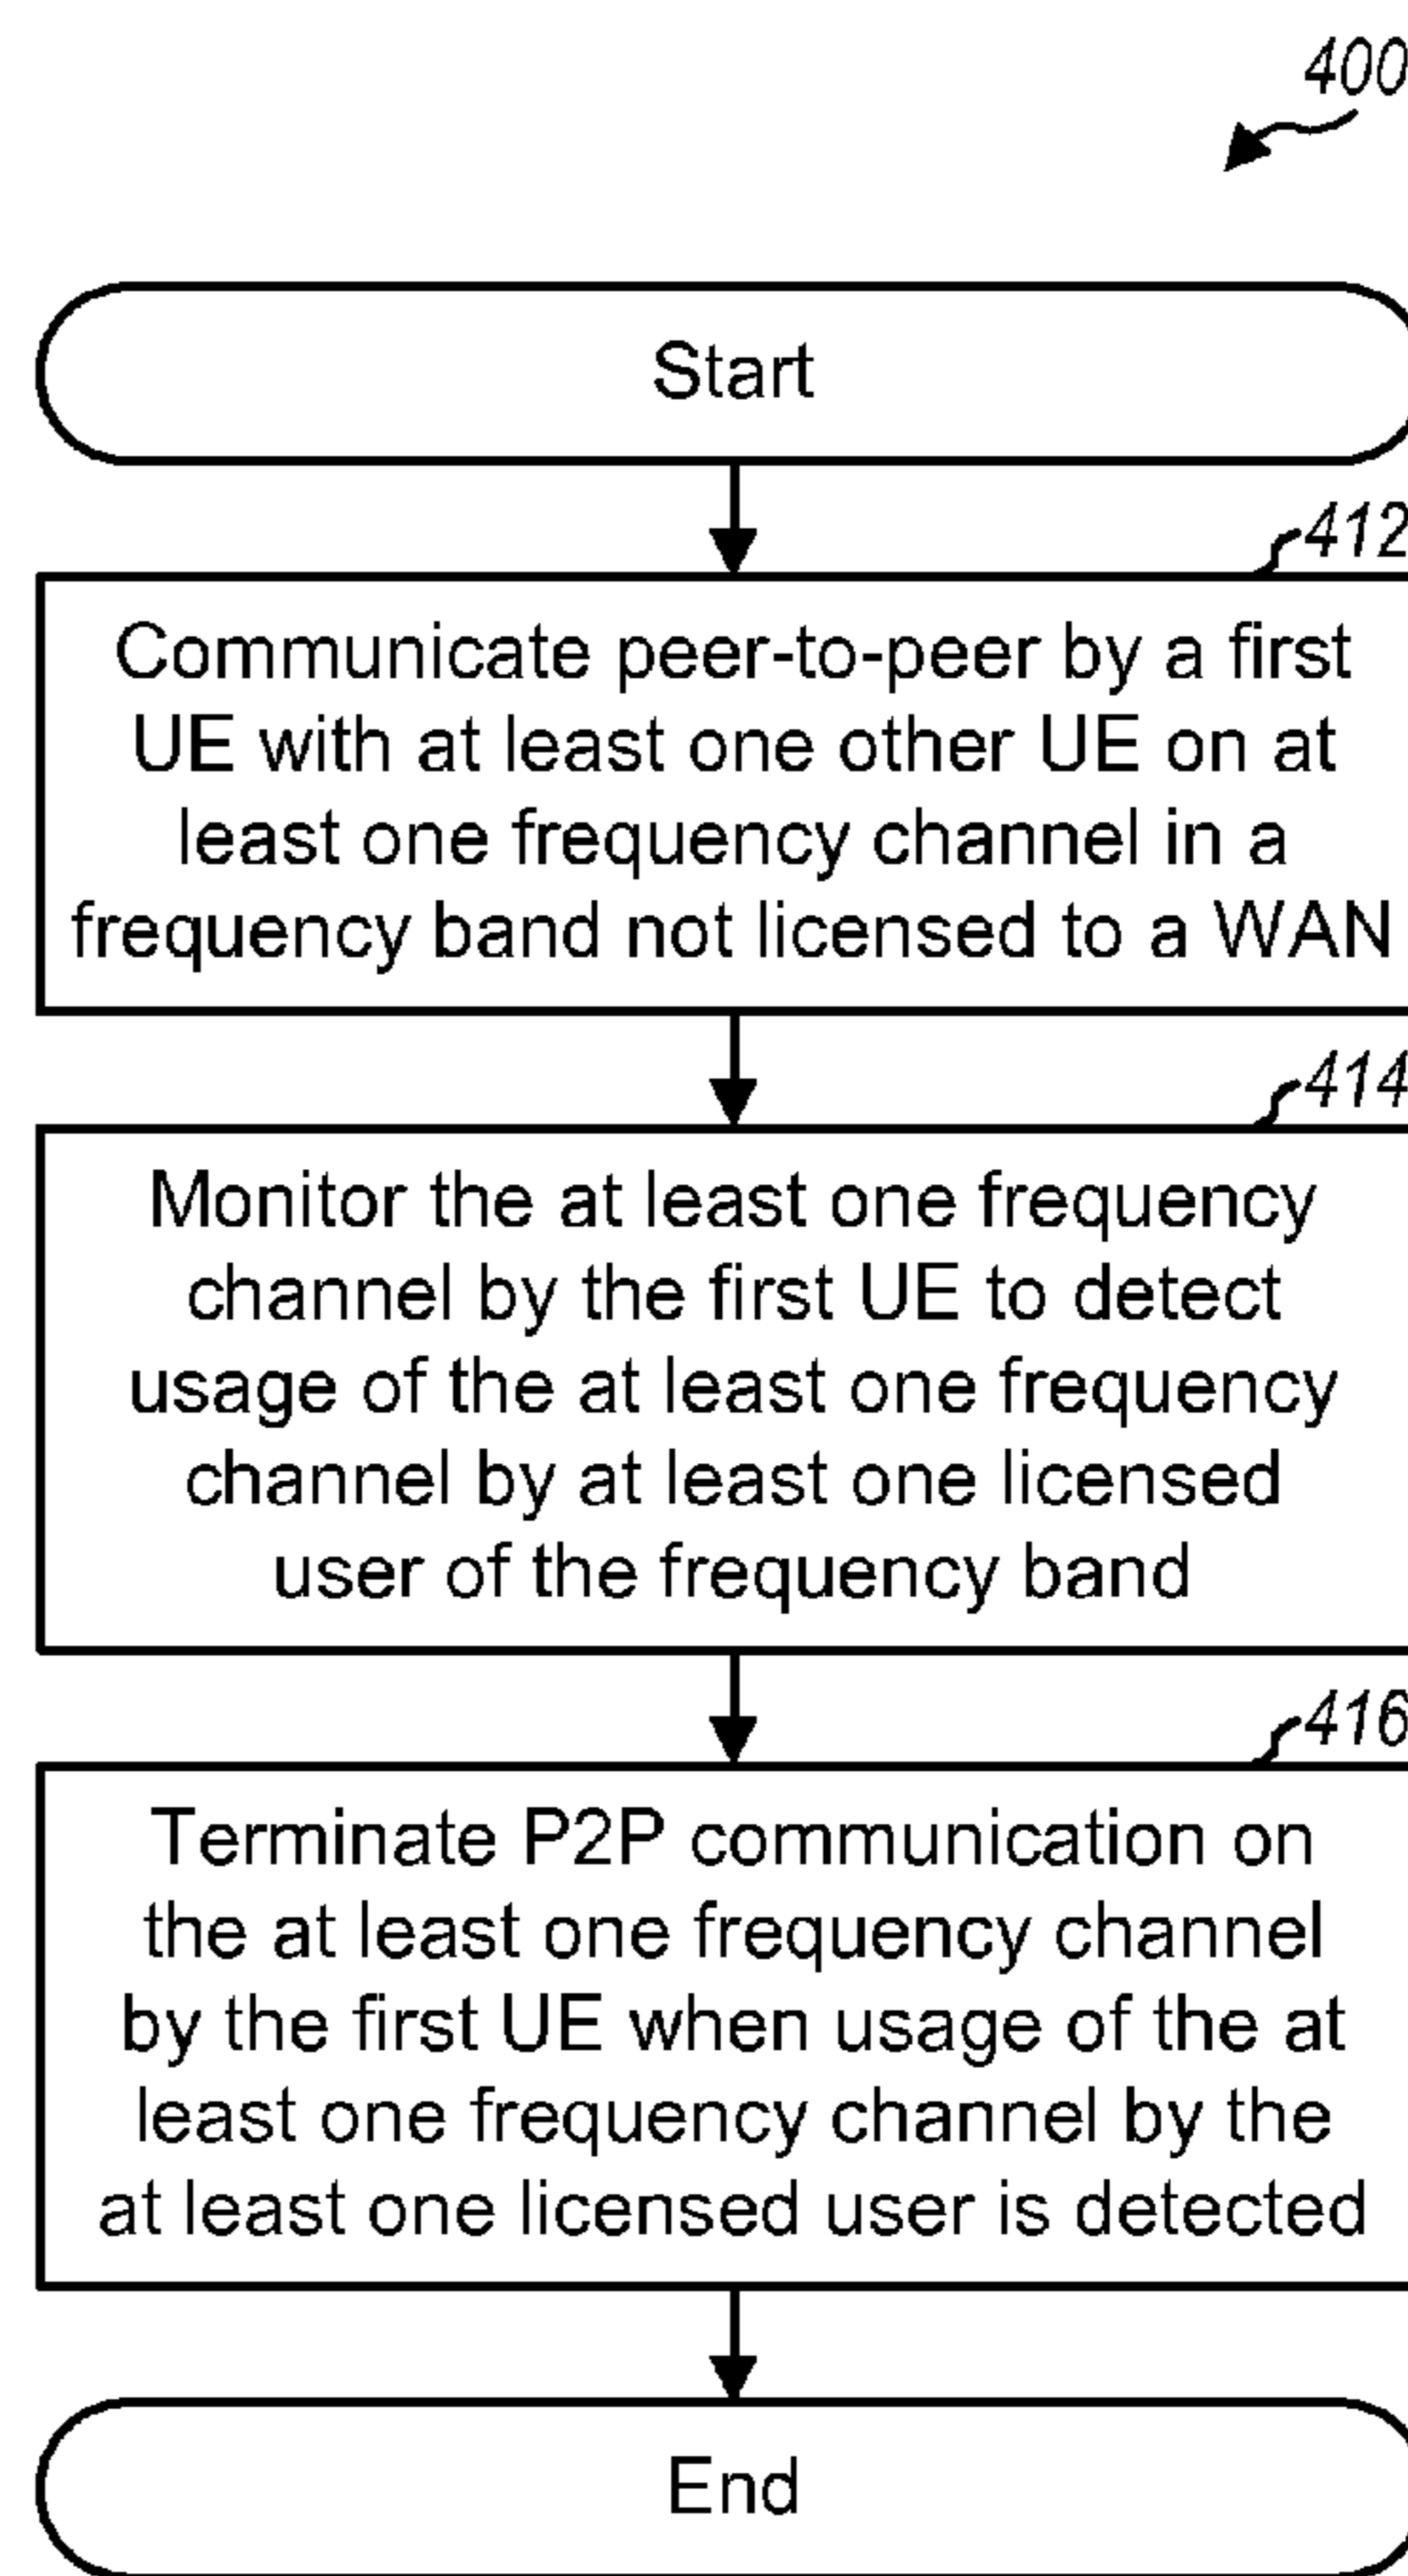 400
Start
412
Communicate peer-to-peer by a first
UE with at least one other UE on at
least one frequency channel in a
frequency band not licensed to a WAN
414
Monitor the at least one frequency
channel by the first UE to detect
usage of the at least one frequency
channel by at least one licensed
user of the frequency band
416
Terminate P2P communication on
the at least one frequency channel
by the first UE when usage of the at
least one frequency channel by the
at least one licensed user is detected
End